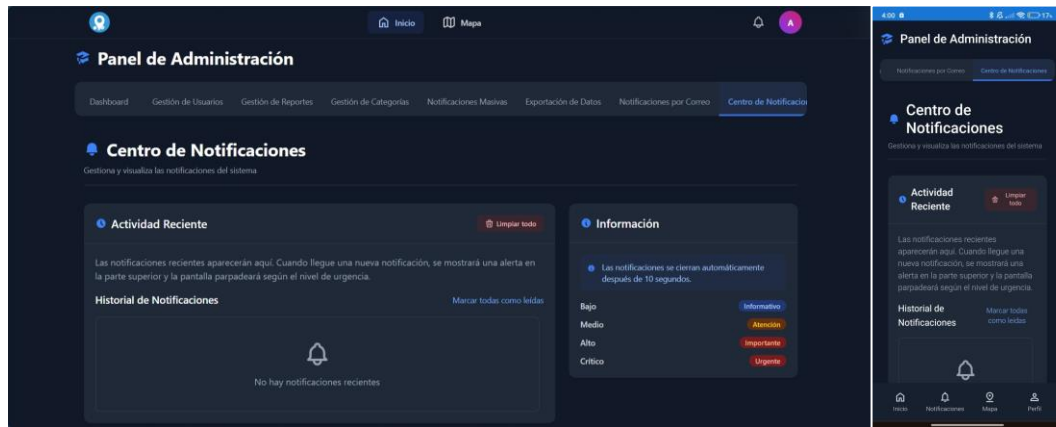 Inicio Mapa A
Panel de Administración
Dashboard Gestión de Usuarios Gestión de Reportes Gestión de Categorías Notificaciones Masivas Exportación de Datos Notificaciones por Correo Centro de Notificacion
Centro de Notificaciones
Gestiona y visualiza las notificaciones del sistema
Actividad Reciente Limpiar todo
Las notificaciones recientes aparecerán aquí. Cuando llegue una nueva notificación, se mostrará una alerta en
la parte superior y la pantalla parpadeará según el nivel de urgencia.
Historial de Notificaciones Marcar todas como leídas
No hay notificaciones recientes
Información
Las notificaciones se cierran automáticamente
después de 10 segundos.
Bajo Informativo
Medio Atención
Alto Importante
Crítico Urgente
4:00
Panel de Administración
Notificaciones por Correo Centro de Notificaciones
Centro de
Notificaciones
Gestiona y visualiza las notificaciones del sistema
Actividad
Reciente
Limpiar
todo
Las notificaciones recientes
aparecerán aquí. Cuando llegue una
nueva notificación, se mostrará una
alerta en la parte superior y la pantalla
parpadeará según el nivel de urgencia.
Historial de
Notificaciones
Marcar todas
como leídas
Inicio Notificaciones Mapa Perfil